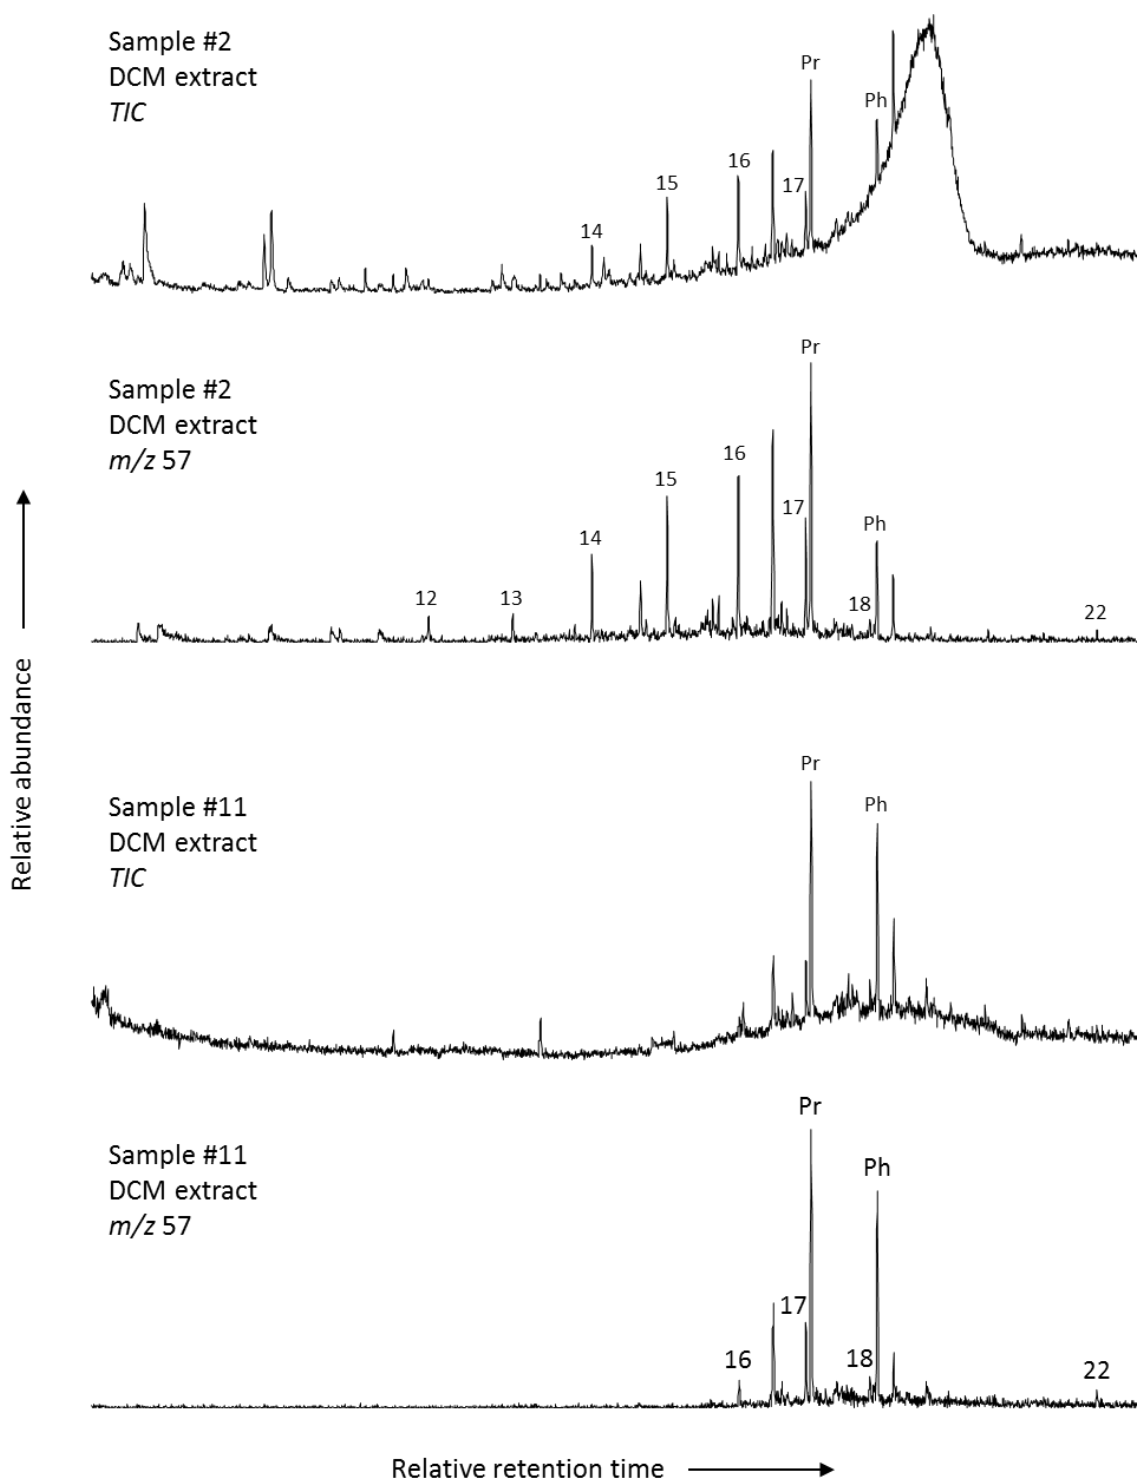 Sample #2
DCM extract
TIC
14
15
16
17
Pr
Ph
Sample #2
DCM extract
m/z 57
12
13
14
15
16
17
Pr
18
Ph
22
Relative abundance
Sample #11
DCM extract
TIC
Pr
Ph
Sample #11
DCM extract
m/z 57
16
17
Pr
18
Ph
22
Relative retention time